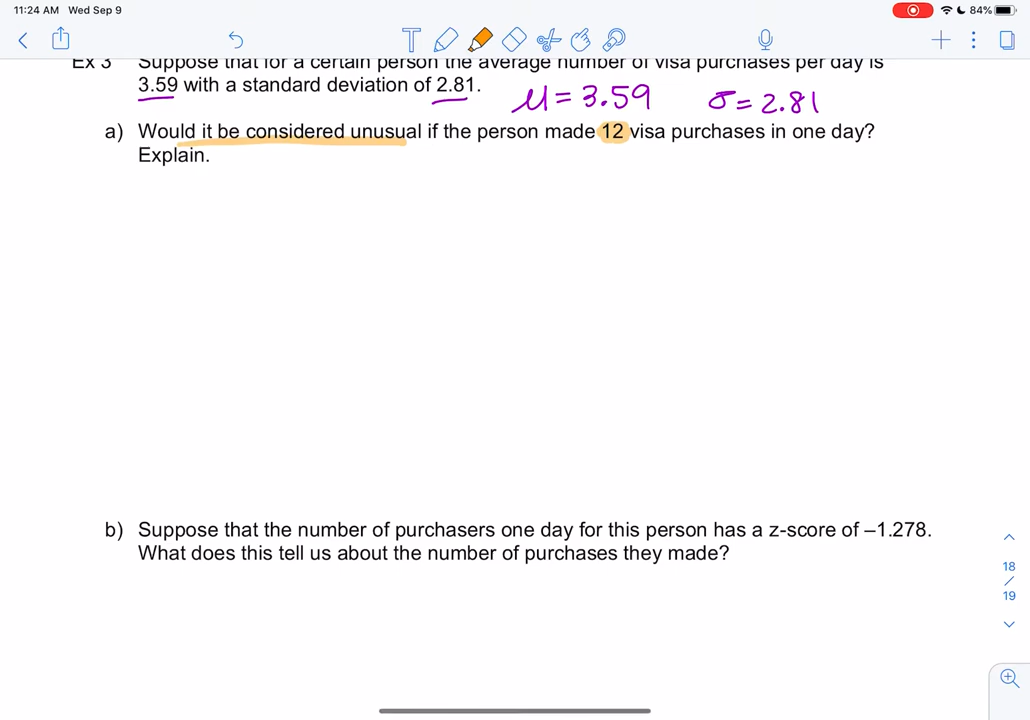 11:24 AM Wed Sep 9
84%
Ex 3 Suppose that for a certain person the average number of visa purchases per day is
3.59 with a standard deviation of 2.81.
μ = 3.59 σ = 2.81
a) Would it be considered unusual if the person made 12 visa purchases in one day?
Explain.
b) Suppose that the number of purchasers one day for this person has a z-score of –1.278.
What does this tell us about the number of purchases they made?
18
/
19